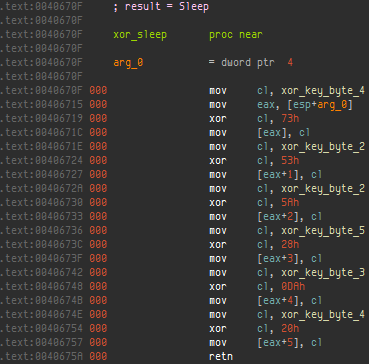 .text:0040670F ; result = Sleep
.text:0040670F
.text:0040670F xor_sleep proc near
.text:0040670F
.text:0040670F arg_0 = dword ptr 4
.text:0040670F
.text:0040670F 000 mov cl, xor_key_byte_4
.text:00406715 000 mov eax, [esp+arg_0]
.text:00406719 000 xor cl, 73h
.text:0040671C 000 mov [eax], cl
.text:0040671E 000 mov cl, xor_key_byte_2
.text:00406724 000 xor cl, 53h
.text:00406727 000 mov [eax+1], cl
.text:0040672A 000 mov cl, xor_key_byte_2
.text:00406730 000 xor cl, 5Ah
.text:00406733 000 mov [eax+2], cl
.text:00406736 000 mov cl, xor_key_byte_5
.text:0040673C 000 xor cl, 28h
.text:0040673F 000 mov [eax+3], cl
.text:00406742 000 mov cl, xor_key_byte_3
.text:00406748 000 xor cl, 0DAh
.text:0040674B 000 mov [eax+4], cl
.text:0040674E 000 mov cl, xor_key_byte_4
.text:00406754 000 xor cl, 20h
.text:00406757 000 mov [eax+5], cl
.text:0040675A 000 retn